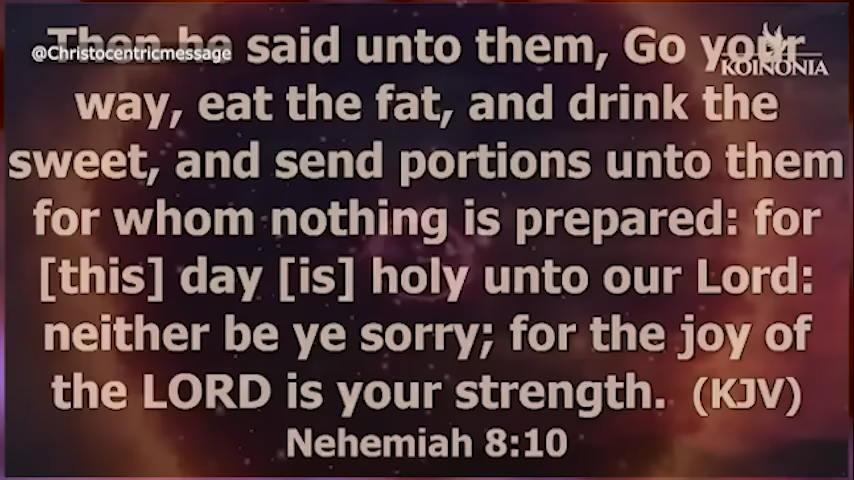 Then he said unto them, Go your
@Christocentricmessage
KOINONIA
way, eat the fat, and drink the
sweet, and send portions unto them
for whom nothing is prepared: for
[this] day [is] holy unto our Lord:
neither be ye sorry; for the joy of
the LORD is your strength. (KJV)
Nehemiah 8:10